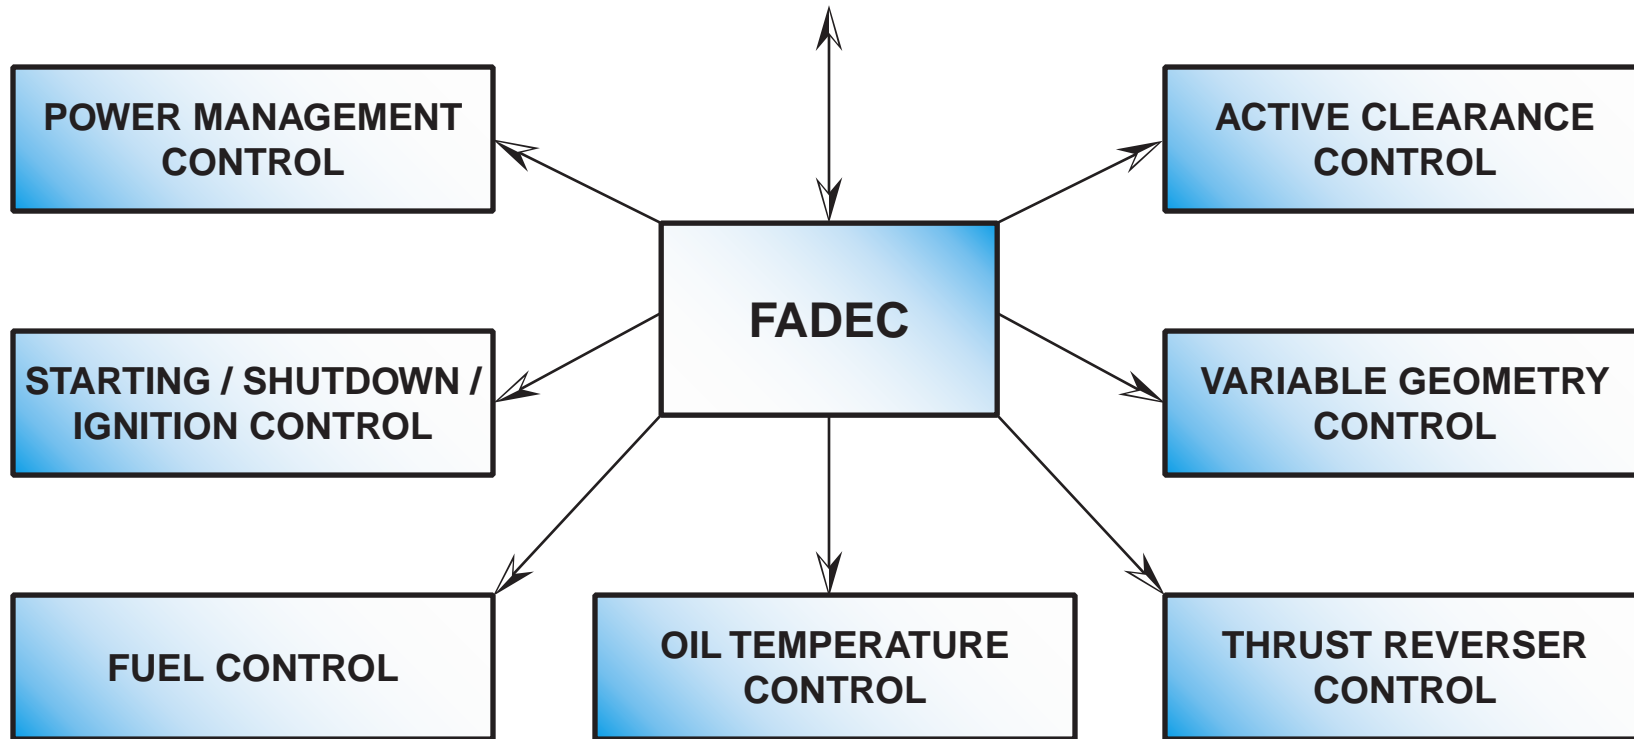 POWER MANAGEMENT
CONTROL
ACTIVE CLEARANCE
CONTROL
FADEC
STARTING / SHUTDOWN /
IGNITION CONTROL
VARIABLE GEOMETRY
CONTROL
FUEL CONTROL
OIL TEMPERATURE
CONTROL
THRUST REVERSER
CONTROL